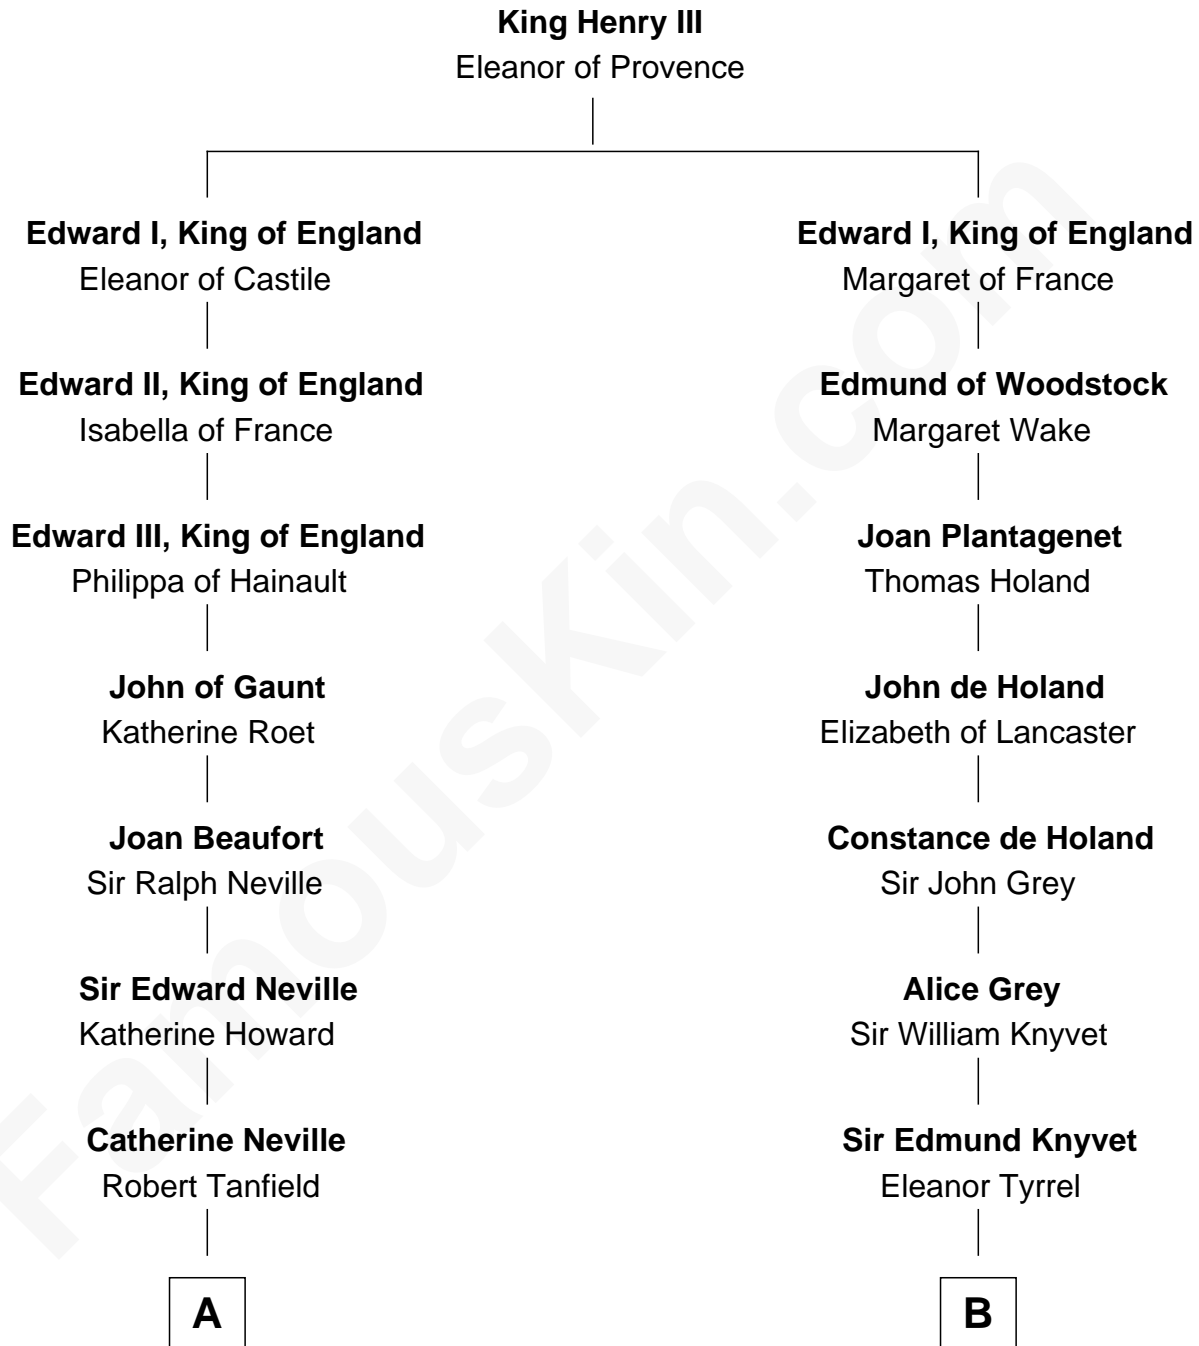 King Henry III
Eleanor of Provence
Edward I, King of England
Eleanor of Castile
Edward I, King of England
Margaret of France
Edward II, King of England
Isabella of France
Edmund of Woodstock
Margaret Wake
Edward III, King of England
Philippa of Hainault
Joan Plantagenet
Thomas Holand
John of Gaunt
Katherine Roet
John de Holand
Elizabeth of Lancaster
Joan Beaufort
Sir Ralph Neville
Constance de Holand
Sir John Grey
Sir Edward Neville
Katherine Howard
Alice Grey
Sir William Knyvet
Catherine Neville
Robert Tanfield
Sir Edmund Knyvet
Eleanor Tyrrel
A
B
FamousKin.com